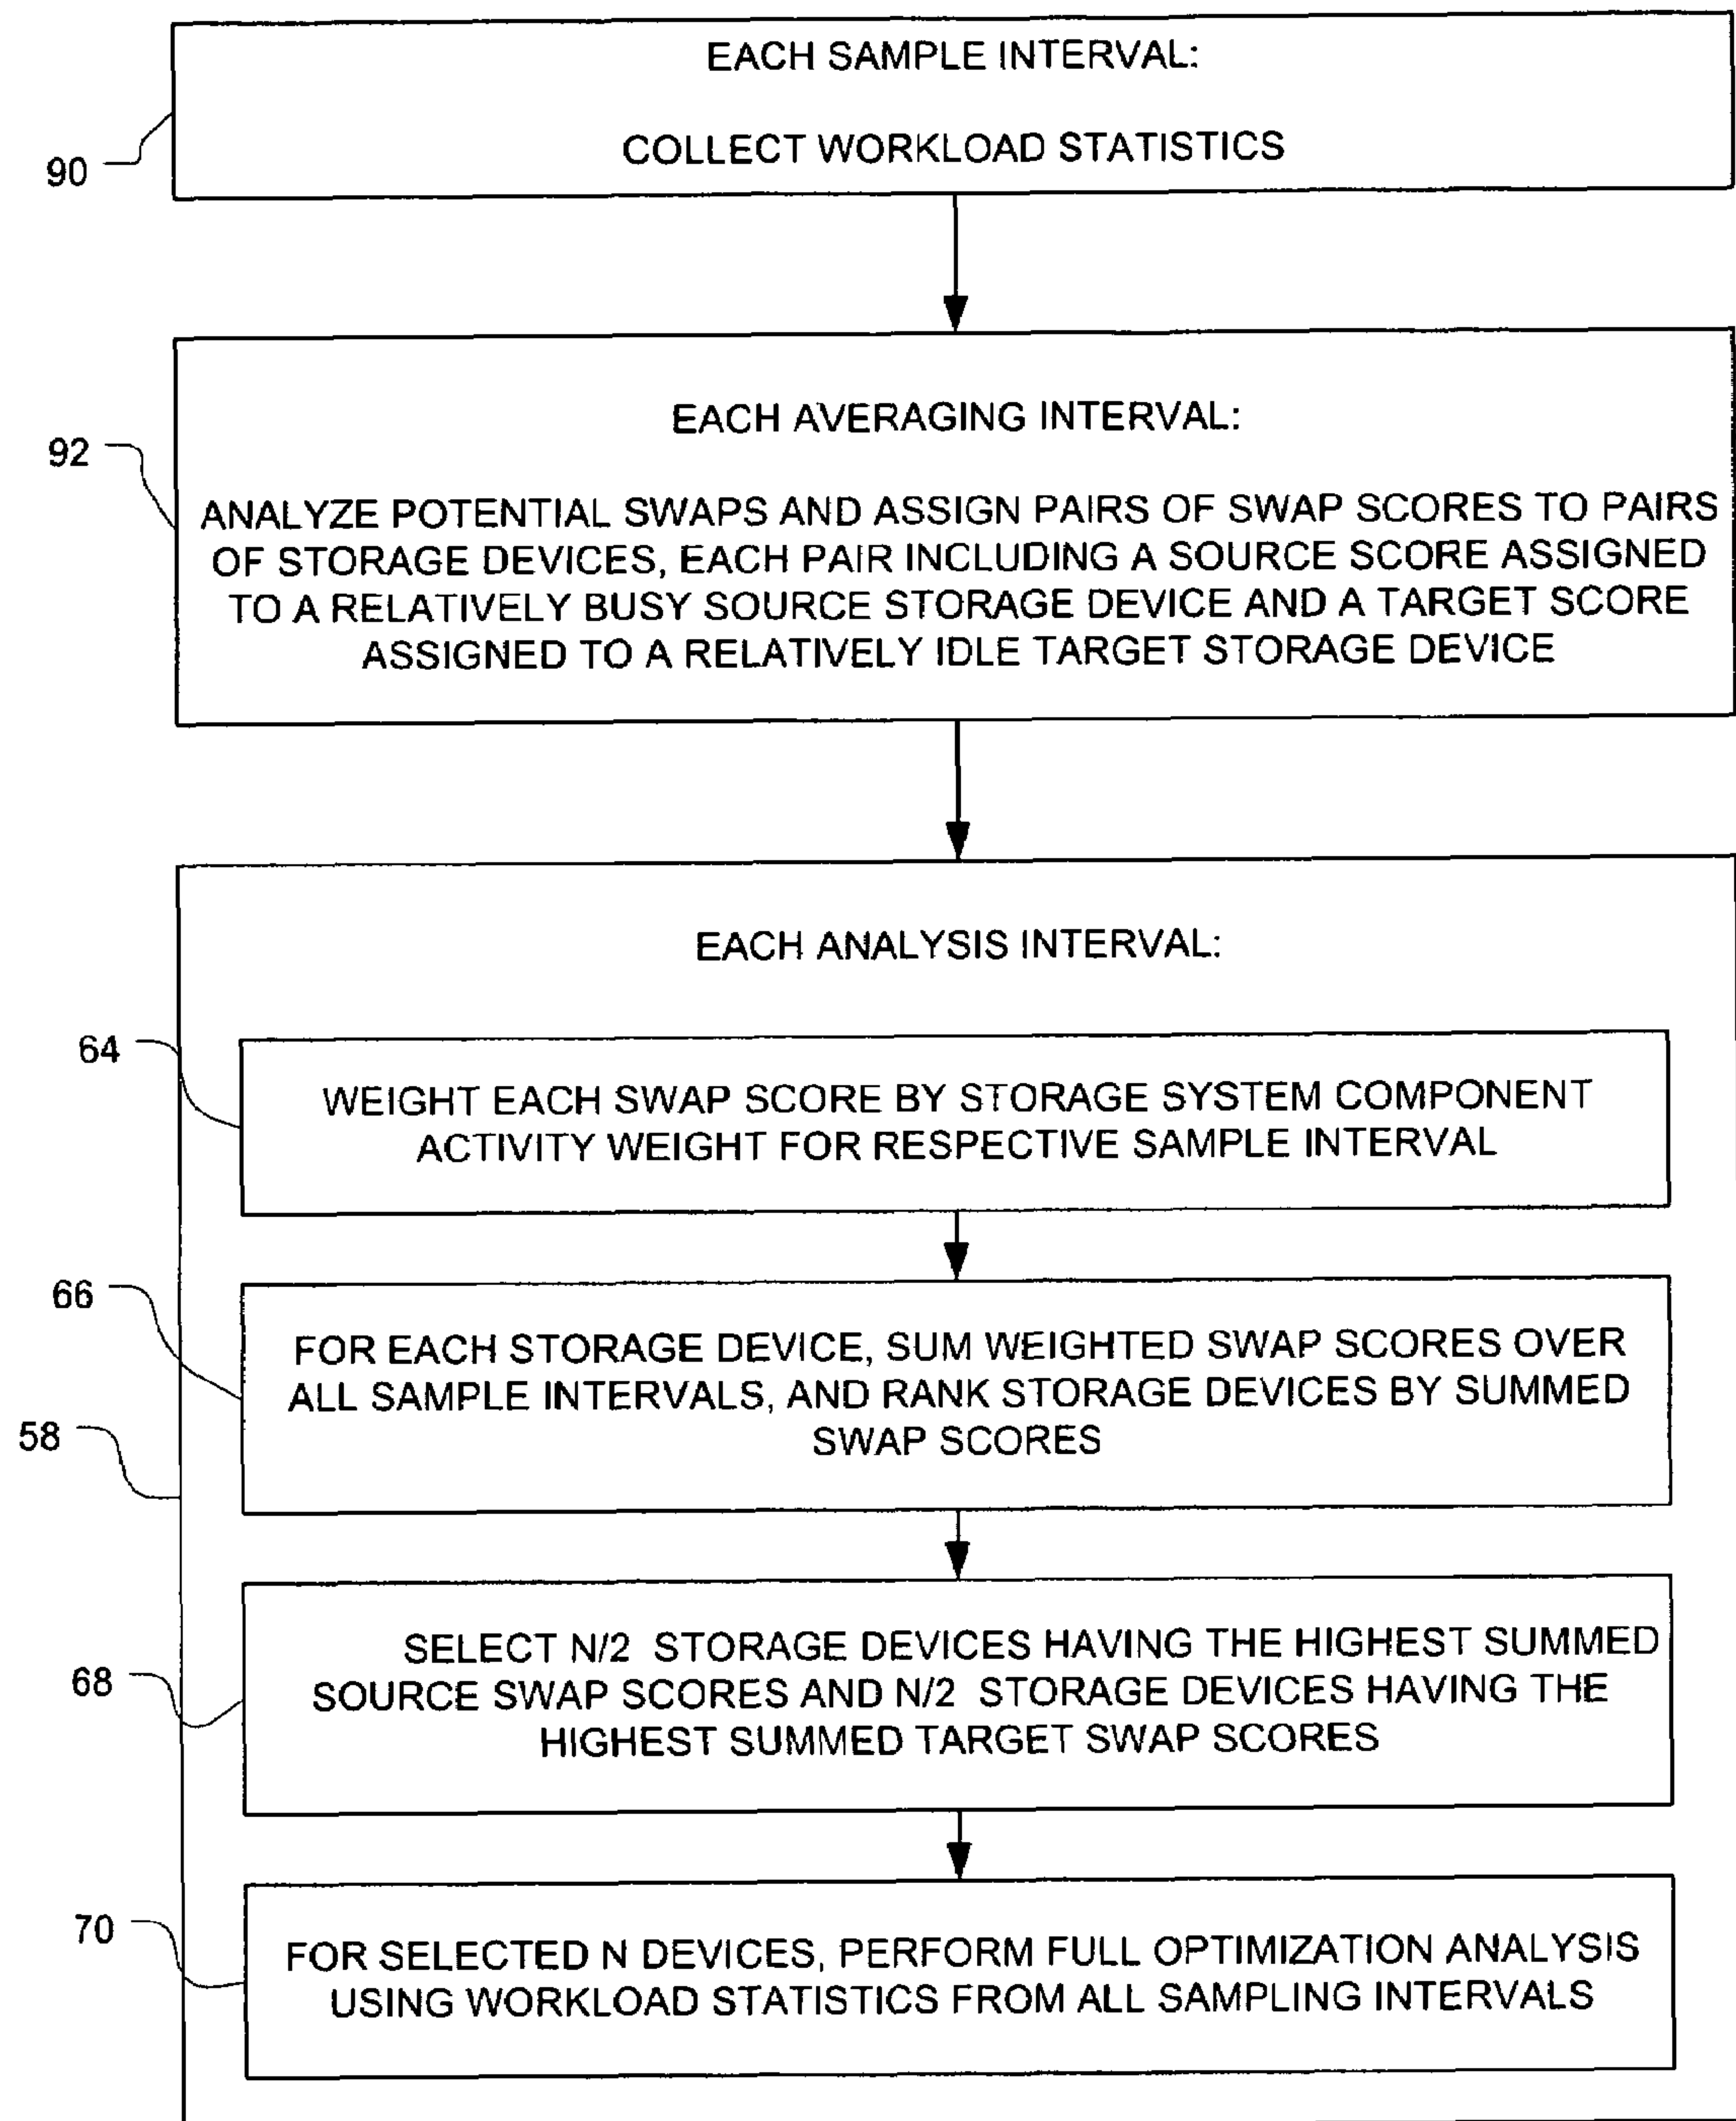 EACH SAMPLE INTERVAL:
COLLECT WORKLOAD STATISTICS
90
EACH AVERAGING INTERVAL:
92
ANALYZE POTENTIAL SWAPS AND ASSIGN PAIRS OF SWAP SCORES TO PAIRS
OF STORAGE DEVICES, EACH PAIR INCLUDING A SOURCE SCORE ASSIGNED
TO A RELATIVELY BUSY SOURCE STORAGE DEVICE AND A TARGET SCORE
ASSIGNED TO A RELATIVELY IDLE TARGET STORAGE DEVICE
EACH ANALYSIS INTERVAL:
64
WEIGHT EACH SWAP SCORE BY STORAGE SYSTEM COMPONENT
ACTIVITY WEIGHT FOR RESPECTIVE SAMPLE INTERVAL
66
FOR EACH STORAGE DEVICE, SUM WEIGHTED SWAP SCORES OVER
ALL SAMPLE INTERVALS, AND RANK STORAGE DEVICES BY SUMMED
SWAP SCORES
58
SELECT N/2 STORAGE DEVICES HAVING THE HIGHEST SUMMED
SOURCE SWAP SCORES AND N/2 STORAGE DEVICES HAVING THE
HIGHEST SUMMED TARGET SWAP SCORES
68
70
FOR SELECTED N DEVICES, PERFORM FULL OPTIMIZATION ANALYSIS
USING WORKLOAD STATISTICS FROM ALL SAMPLING INTERVALS